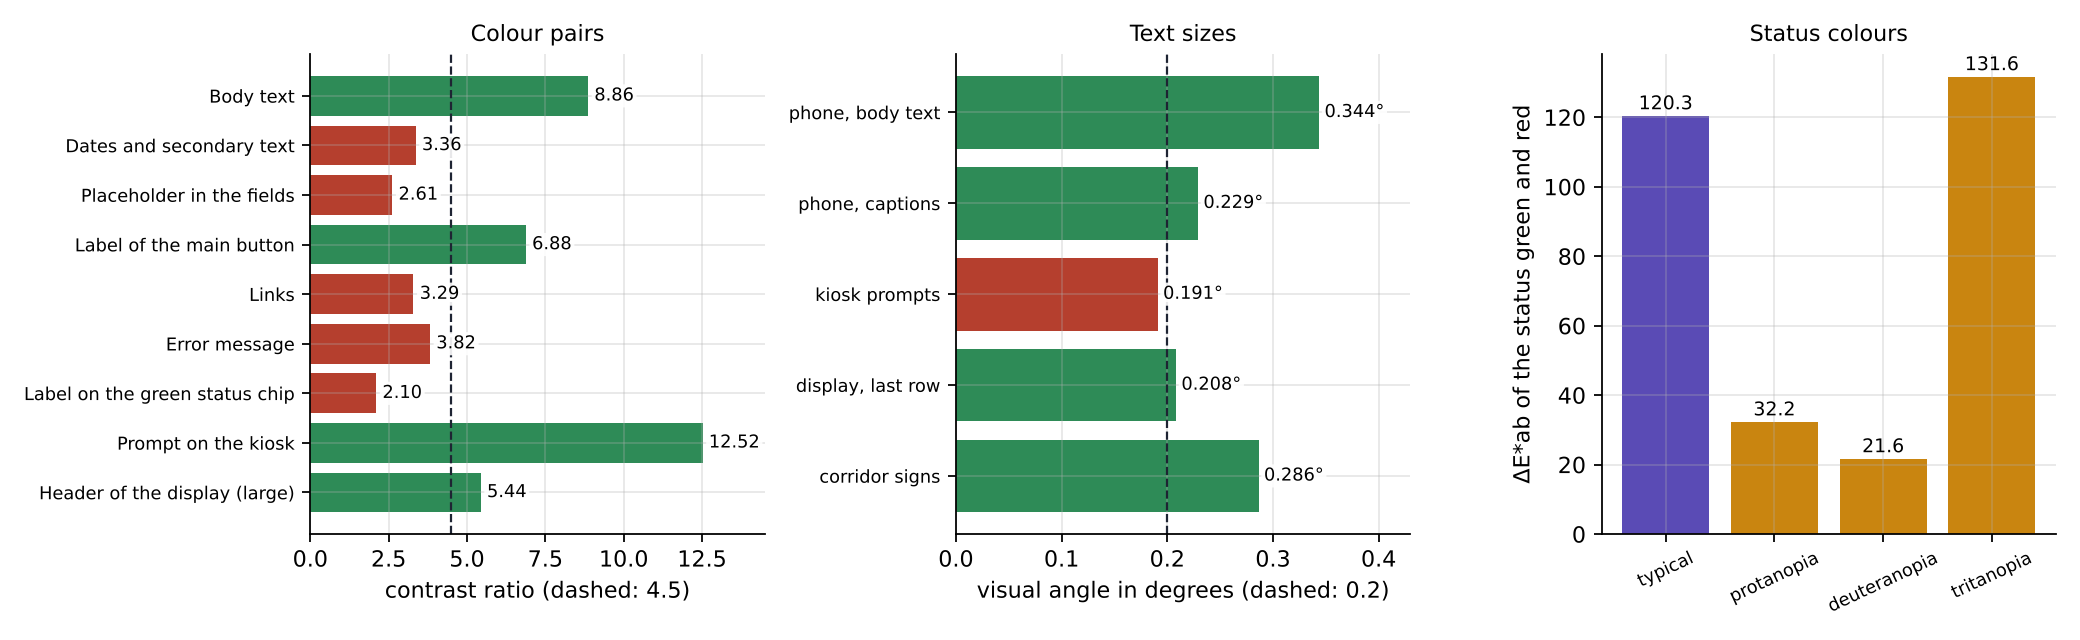 Colour pairs
Body text
8.86
Dates and secondary text
3.36
Placeholder in the fields
2.61
Label of the main button
6.88
Links
3.29
Error message
3.82
Label on the green status chip
2.10
Prompt on the kiosk
12.52
Header of the display (large)
5.44
0.0 2.5 5.0 7.5 10.0 12.5
contrast ratio (dashed: 4.5)
Text sizes
phone, body text
0.344°
phone, captions
0.229°
kiosk prompts
0.191°
display, last row
0.208°
corridor signs
0.286°
0.0 0.1 0.2 0.3 0.4
visual angle in degrees (dashed: 0.2)
Status colours
ΔE*ab of the status green and red
120
100
80
60
40
20
0
120.3
32.2
21.6
131.6
typical
protanopia
deuteranopia
tritanopia